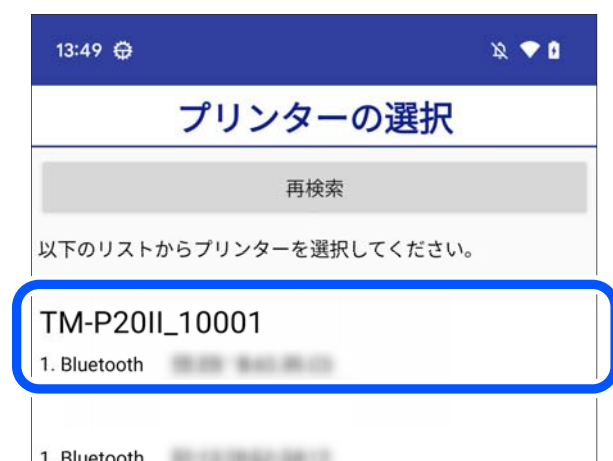 13:49
プリンターの選択
再検索
以下のリストからプリンターを選択してください。
TM-P20II_10001
1. Bluetooth
1. Bluetooth